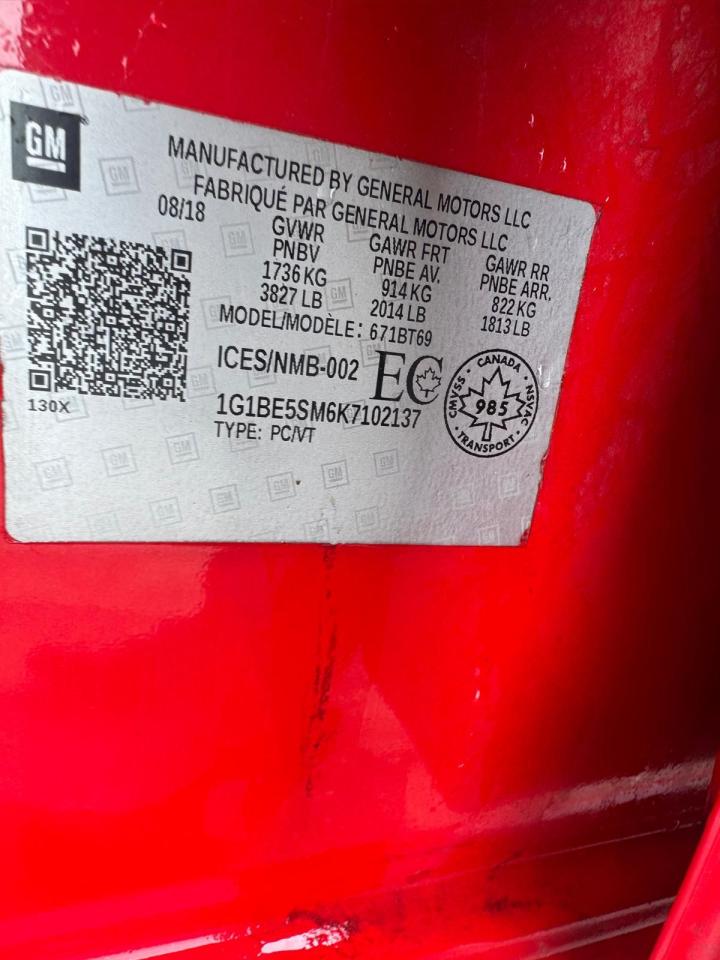 GM
MANUFACTURED BY GENERAL MOTORS LLC
FABRIQUÉ PAR GENERAL MOTORS LLC
08/18
GVWR GAWR FRT GAWR RR
PNBV PNBE AV. PNBE ARR.
1736 KG 914 KG 822 KG
3827 LB 2014 LB 1813 LB
MODEL/MODÈLE: 671BT69
ICES/NMB-002 EC
130X
1G1BE5SM6K7102137
TYPE: PC/VT
CANADA
CMVSS 985 NSVAC
TRANSPORT